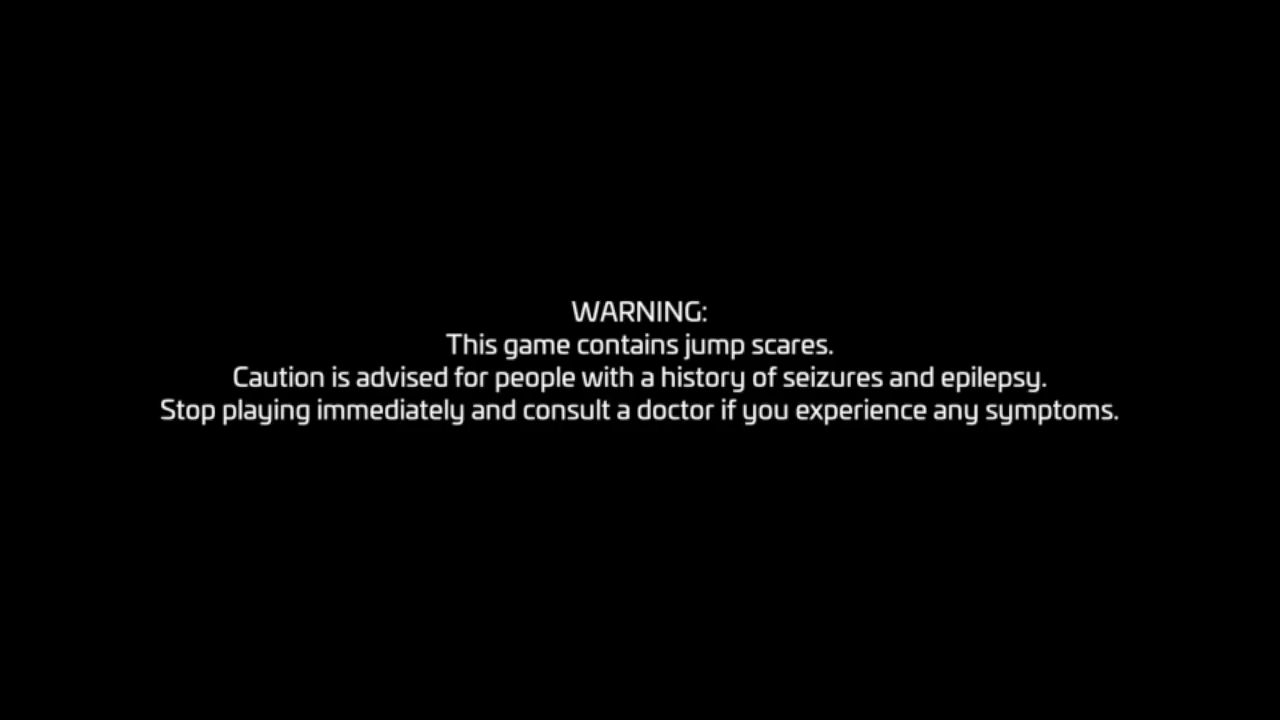 WARNING:
This game contains jump scares.
Caution is advised for people with a history of seizures and epilepsy.
Stop playing immediately and consult a doctor if you experience any symptoms.